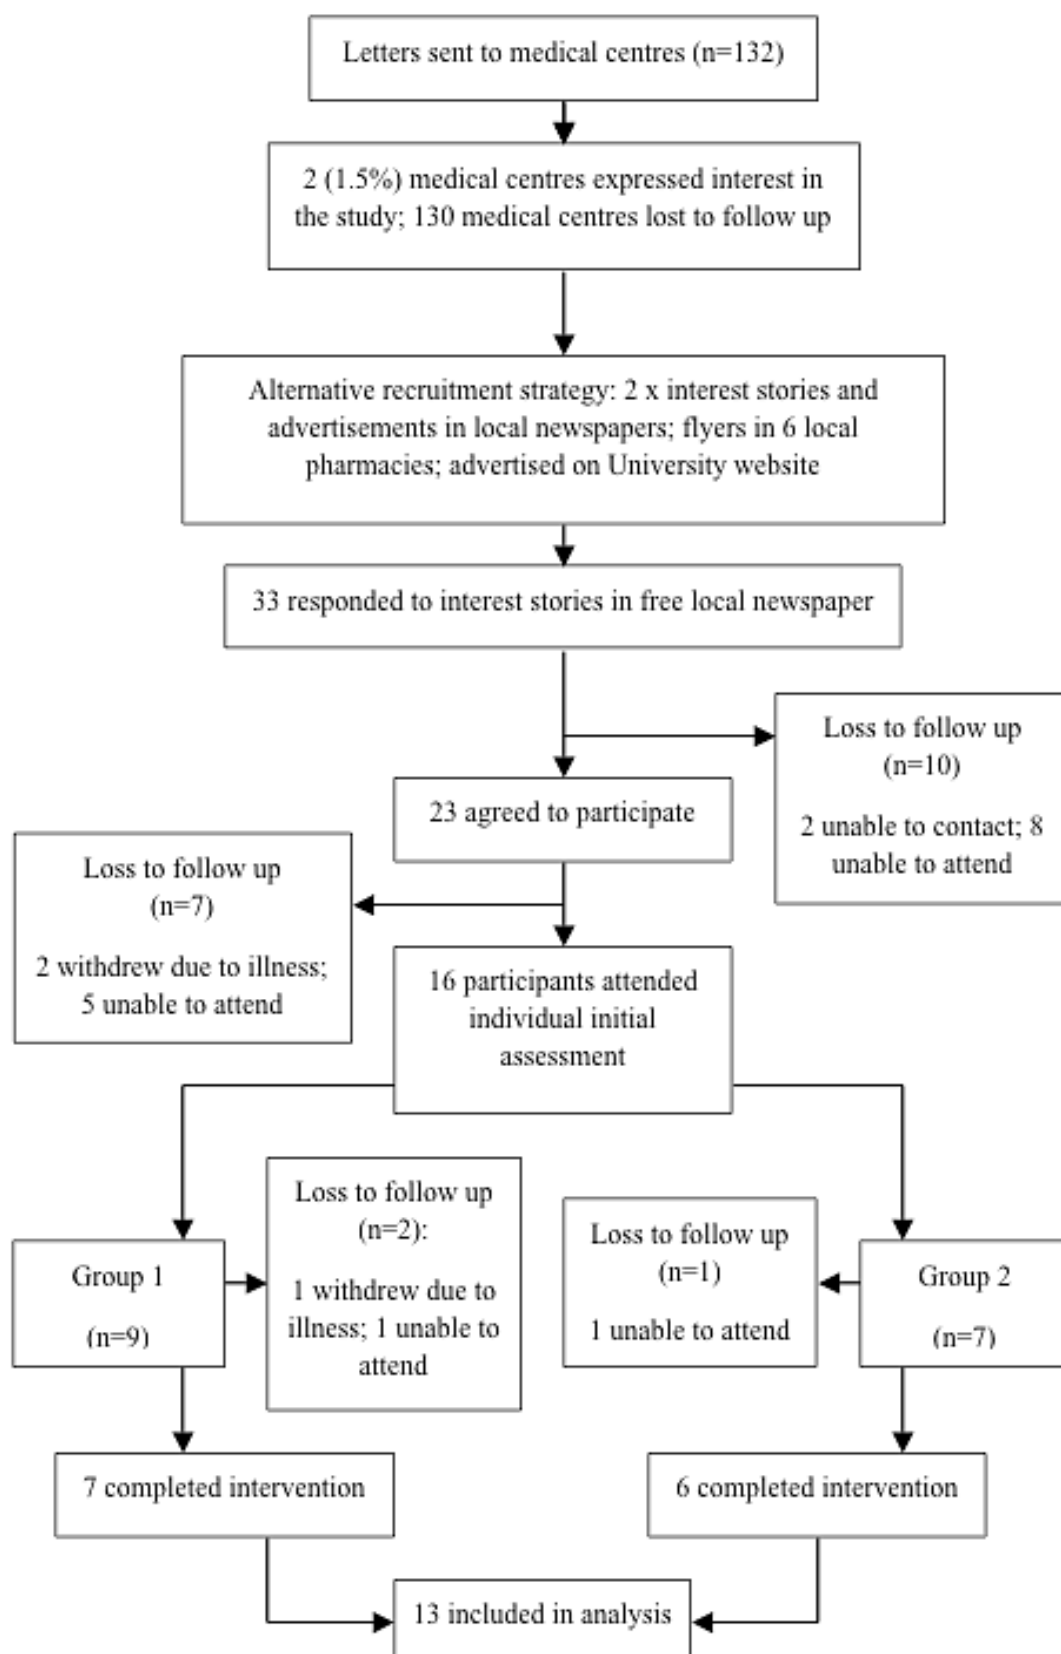 Letters sent to medical centres (n=132)
2 (1.5%) medical centres expressed interest in
the study; 130 medical centres lost to follow up
Alternative recruitment strategy: 2 x interest stories and
advertisements in local newspapers; flyers in 6 local
pharmacies; advertised on University website
33 responded to interest stories in free local newspaper
Loss to follow up
(n=10)
2 unable to contact; 8
unable to attend
23 agreed to participate
Loss to follow up
(n=7)
2 withdrew due to illness;
5 unable to attend
16 participants attended
individual initial
assessment
Group 1
(n=9)
Loss to follow up
(n=2):
1 withdrew due to
illness; 1 unable to
attend
Loss to follow up
(n=1)
1 unable to attend
Group 2
(n=7)
7 completed intervention
6 completed intervention
13 included in analysis